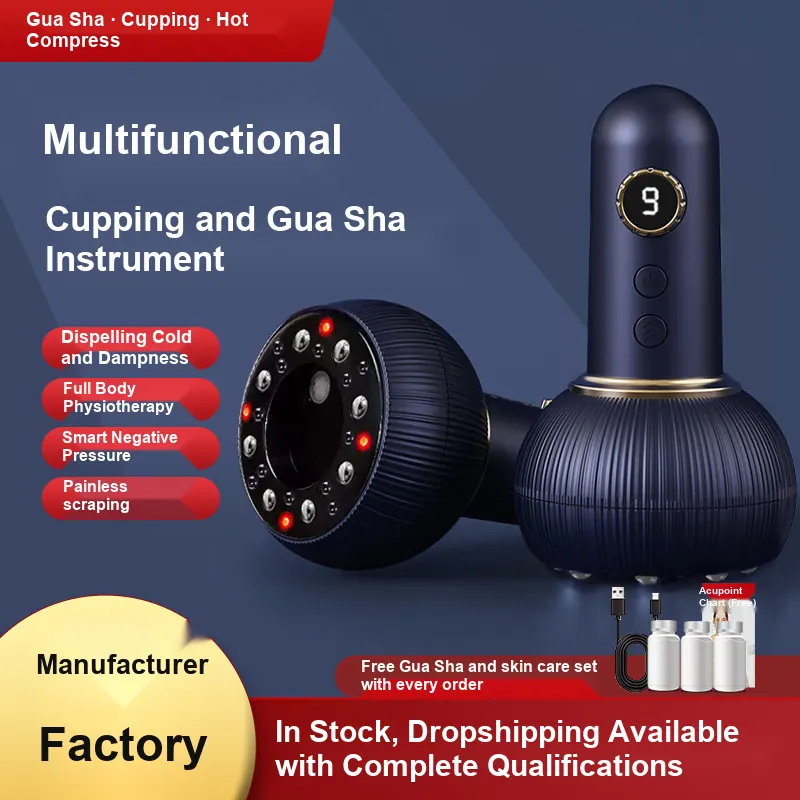 Gua Sha · Cupping · Hot
Compress
Multifunctional
Cupping and Gua Sha
Instrument
9
Dispelling Cold
and Dampness
Full Body
Physiotherapy
Smart Negative
Pressure
Painless
scraping
Acupoint
Chart (Free)
Free Gua Sha and skin care set
with every order
Manufacturer
Factory
In Stock, Dropshipping Available
with Complete Qualifications